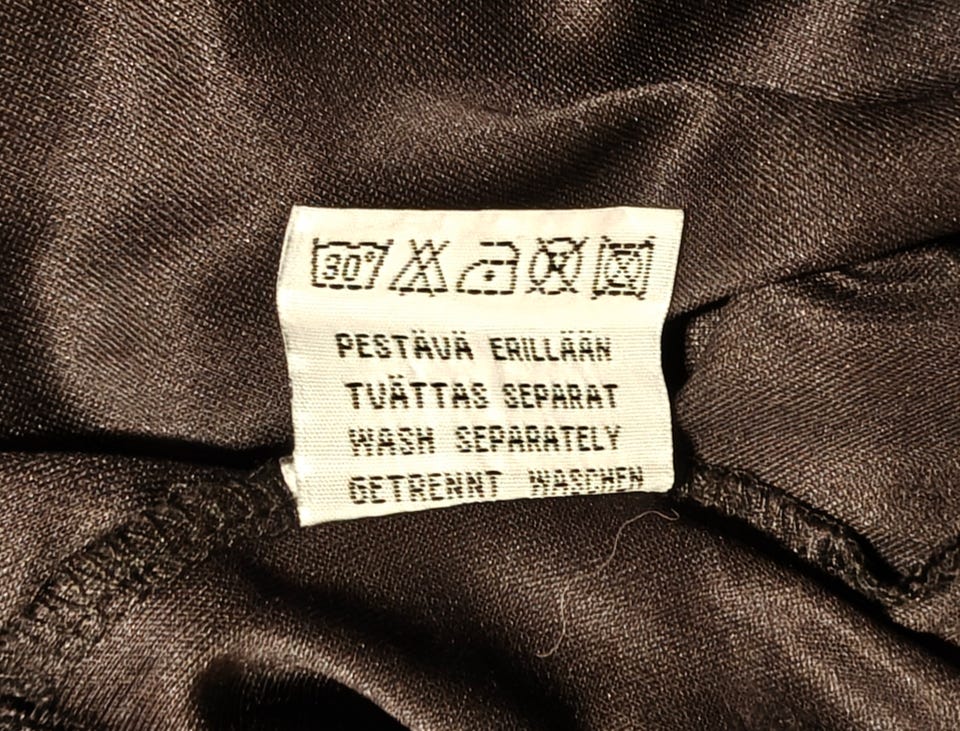 30°
PESTÄVÄ ERILLÄÄN
TVÄTTAS SEPARAT
WASH SEPARATELY
GETRENNT WASCHEN